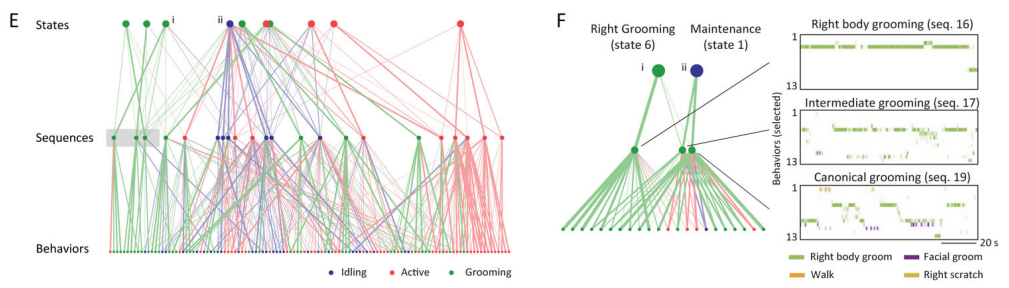 E
States
i
ii
Sequences
Behaviors
Idling
Active
Grooming
F
Right Grooming
(state 6)
Maintenance
(state 1)
i
ii
Right body grooming (seq. 16)
1
13
Intermediate grooming (seq. 17)
1
13
Canonical grooming (seq. 19)
1
13
Behaviors (selected)
20 s
Right body groom
Facial groom
Walk
Right scratch